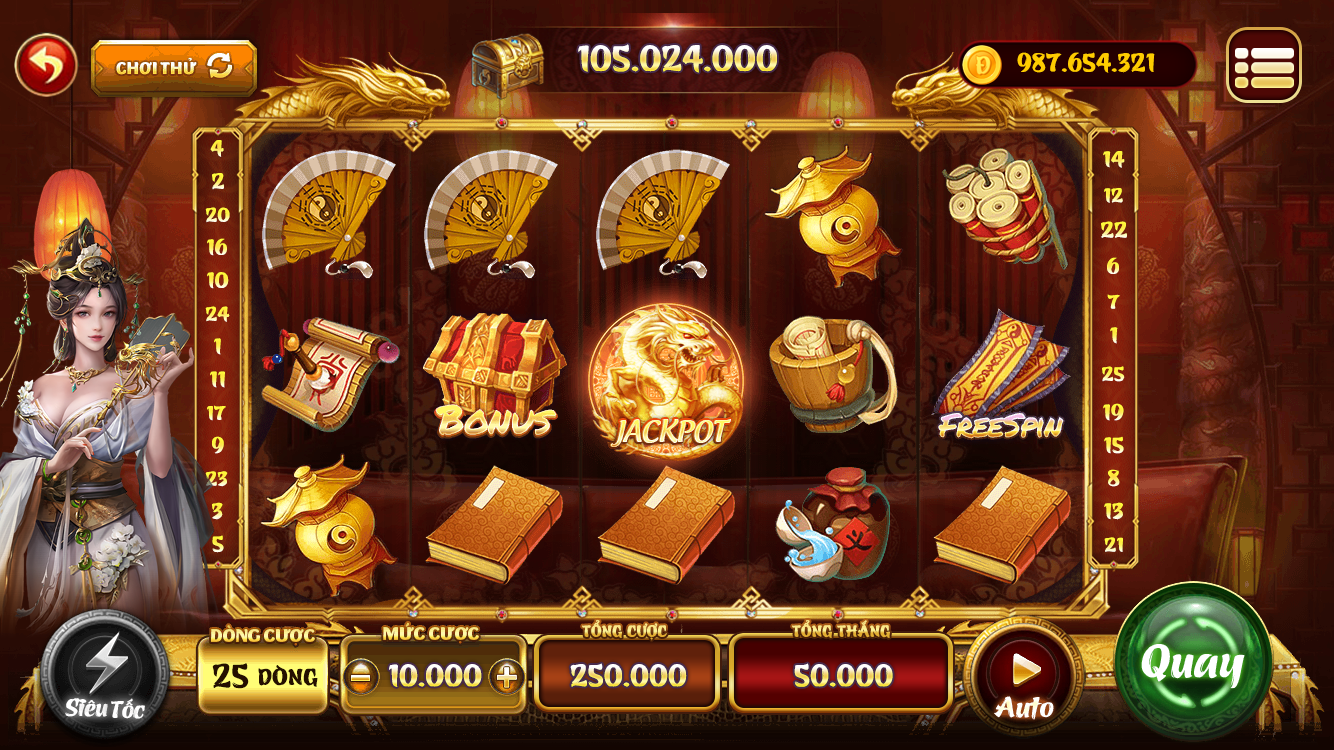 CHƠI THỬ
105.024.000
Đ
987.654.321
4
2
20
16
10
24
1
11
17
9
23
3
5
14
12
22
6
7
1
25
19
15
8
13
21
BONUS
JACKPOT
FREESPIN
DÒNG CƯỢC
25 DÒNG
MỨC CƯỢC
10.000
TỔNG CƯỢC
250.000
TỔNG THẮNG
50.000
Siêu Tốc
Auto
Quay